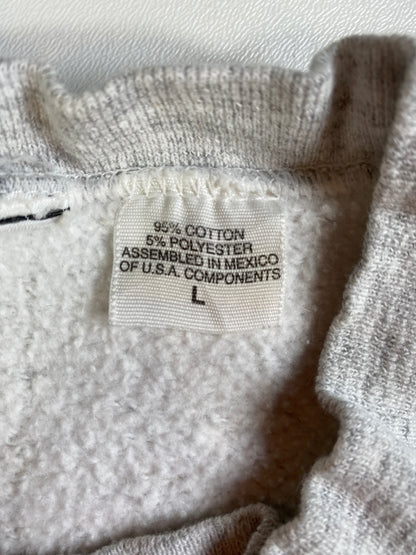 95% COTTON
5% POLYESTER
ASSEMBLED IN MEXICO
OF U.S.A. COMPONENTS
L